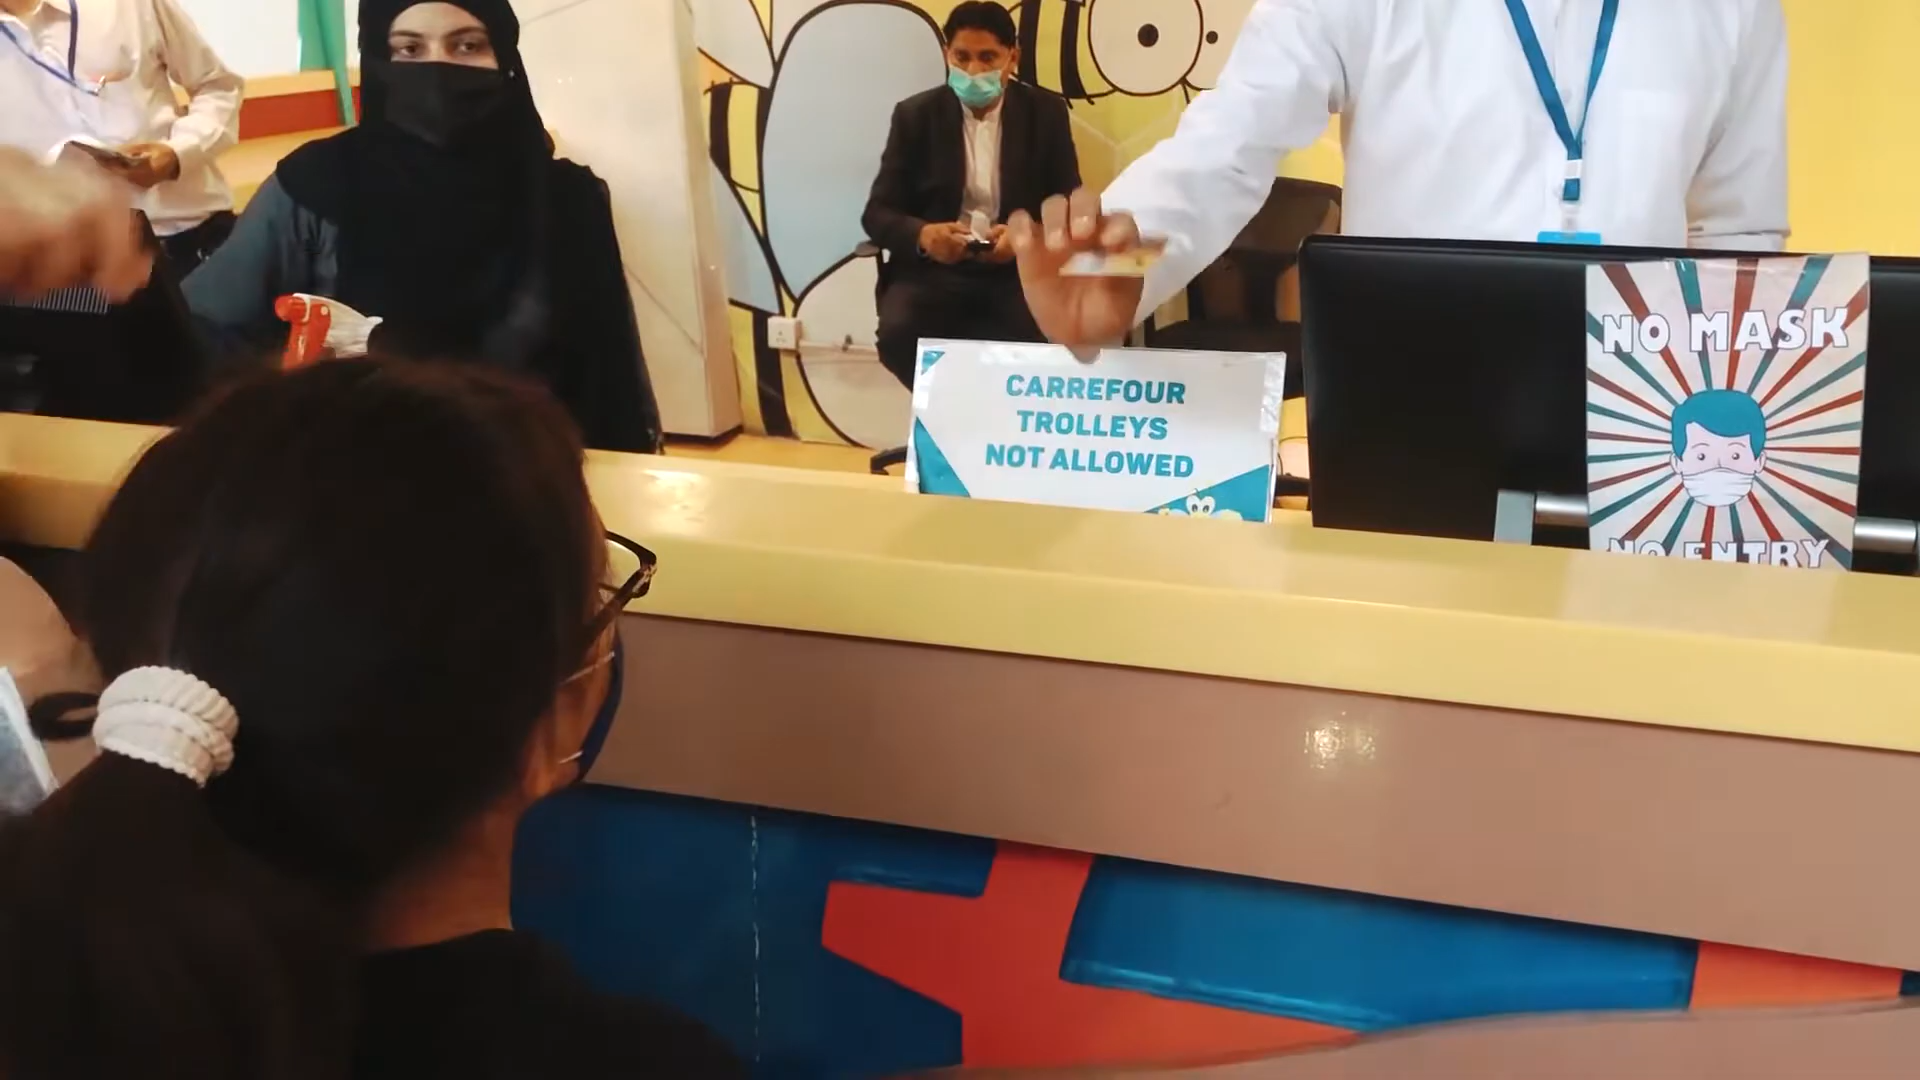 CARREFOUR
TROLLEYS
NOT ALLOWED
NO MASK
NO ENTRY